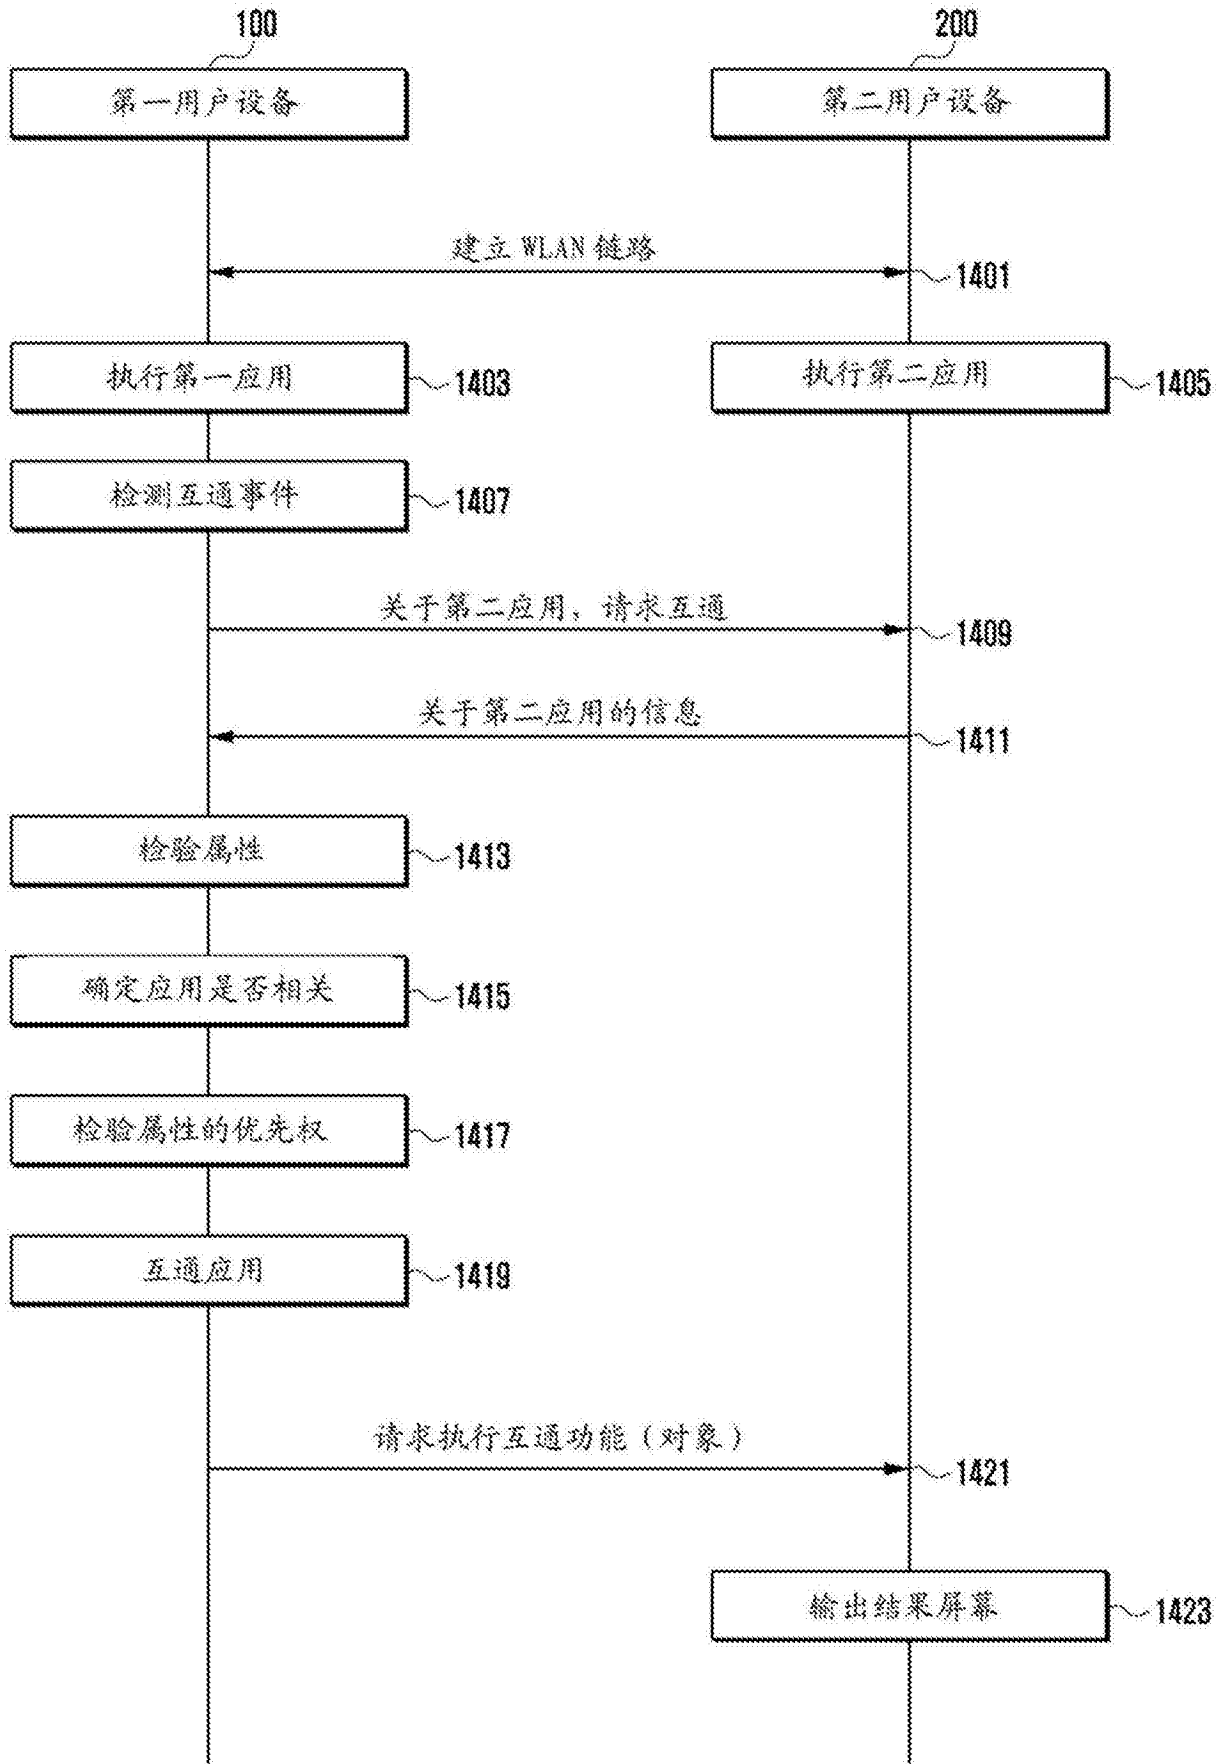 100
200
第一用户设备
第二用户设备
建立 WLAN 链路
1401
执行第一应用
1403
执行第二应用
1405
检测互通事件
1407
关于第二应用，请求互通
1409
关于第二应用的信息
1411
检验属性
1413
确定应用是否相关
1415
检验属性的优先权
1417
互通应用
1419
请求执行互通功能（对象）
1421
输出结果屏幕
1423